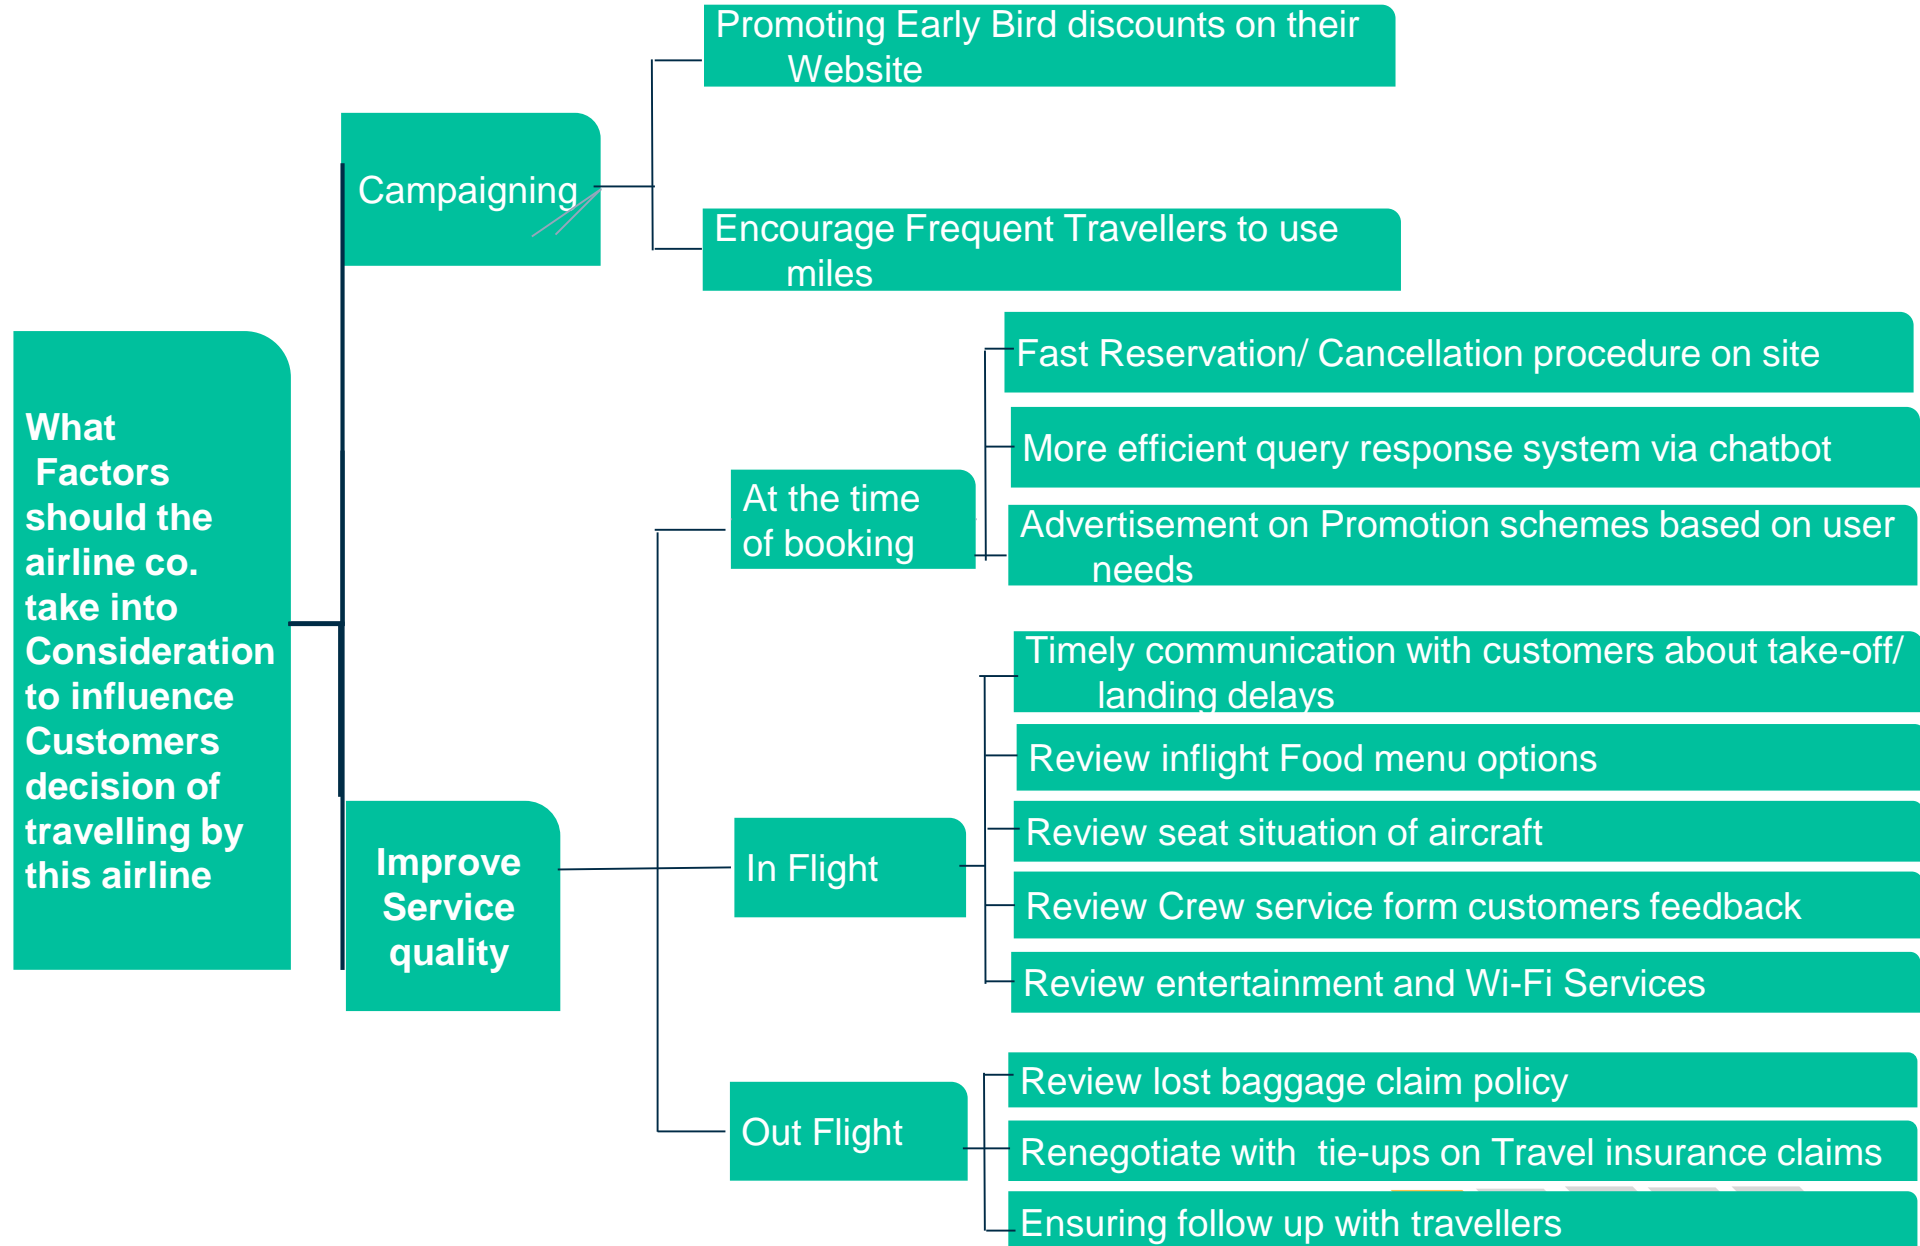 Promoting Early Bird discounts on their
Website
Campaigning
Encourage Frequent Travellers to use
miles
What
Factors
should the
airline co.
take into
Consideration
to influence
Customers
decision of
travelling by
this airline
Improve
Service
quality
At the time
of booking
Fast Reservation/ Cancellation procedure on site
More efficient query response system via chatbot
Advertisement on Promotion schemes based on user
needs
In Flight
Timely communication with customers about take-off/
landing delays
Review inflight Food menu options
Review seat situation of aircraft
Review Crew service form customers feedback
Review entertainment and Wi-Fi Services
Out Flight
Review lost baggage claim policy
Renegotiate with  tie-ups on Travel insurance claims
Ensuring follow up with travellers